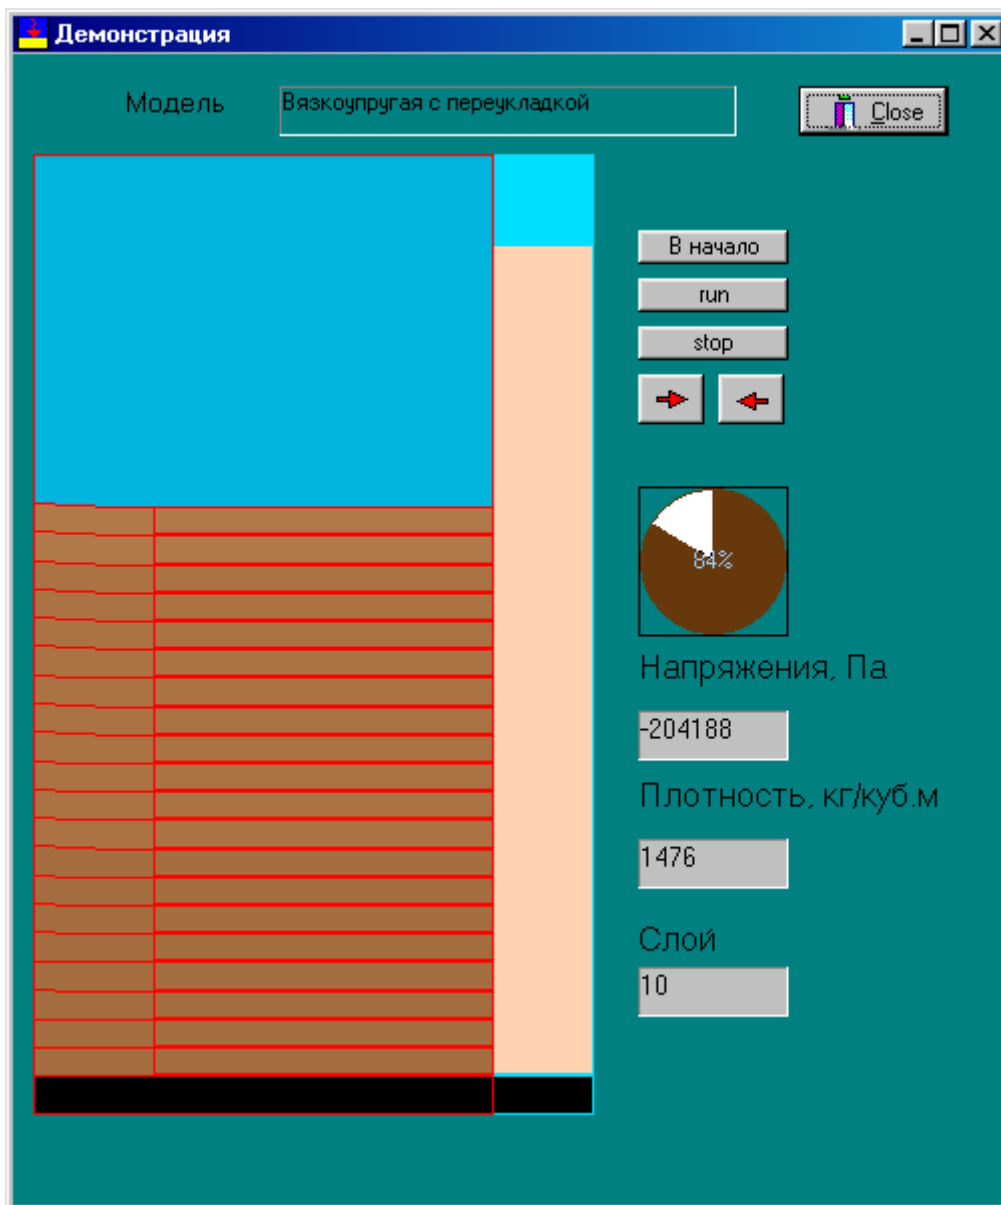 Демонстрация
Модель
Вязкоупругая с переукладкой
Close
В начало
run
stop
84%
Напряжения, Па
-204188
Плотность, кг/куб.м
1476
Слой
10